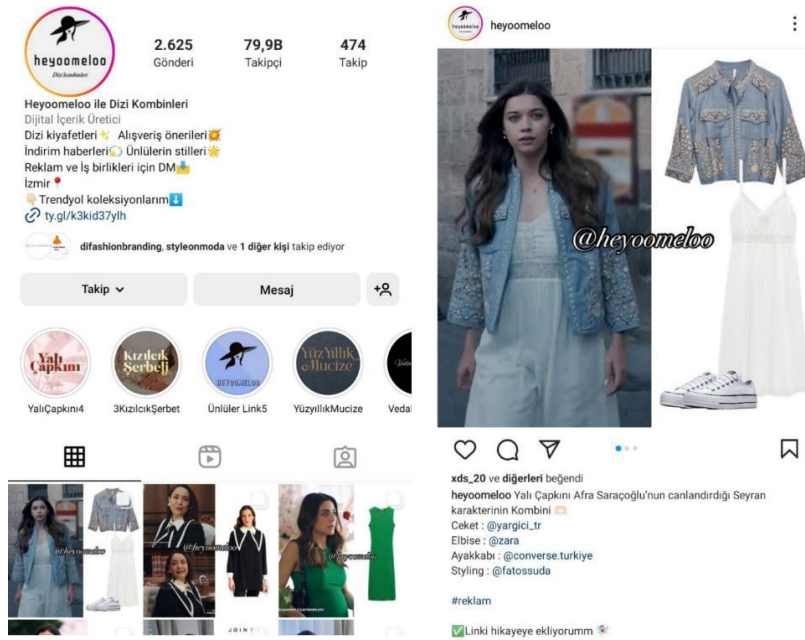 heyoomeloo
Dizi kombinleri
2.625 79,9B 474
Gönderi Takipçi Takip
Heyoomeloo ile Dizi Kombinleri
Dijital İçerik Üretici
Dizi kıyafetleri✨ Alışveriş önerileri💥
İndirim haberleri💫 Ünlülerin stilleri🌟
Reklam ve İş birlikleri için DM📥
İzmir📍
👇🏻Trendyol koleksiyonlarım⬇️
ty.gl/k3kid37ylh
difashionbranding, styleonmoda ve 1 diğer kişi takip ediyor
Takip Mesaj
Yalı Çapkını
Kızılcık Şerbeti
HEYOOMELOO
Yüz Yıllık Mucize
YalıÇapkını4 3KızılcıkŞerbet Ünlüler Link5 YüzyıllıkMucize Veda
@heyoomeloo
@heyoomeloo
@heyoomeloo
JOIN
heyoomeloo
heyoomeloo
@heyoomeloo
xds_20 ve diğerleri beğendi
heyoomeloo Yalı Çapkını Afra Saraçoğlu'nun canlandırdığı Seyran
karakterinin Kombini 🫶🏻
Ceket : @yargici_tr
Elbise : @zara
Ayakkabı : @converse.turkiye
Styling : @fatossuda
#reklam
✅Linki hikayeye ekliyorumm